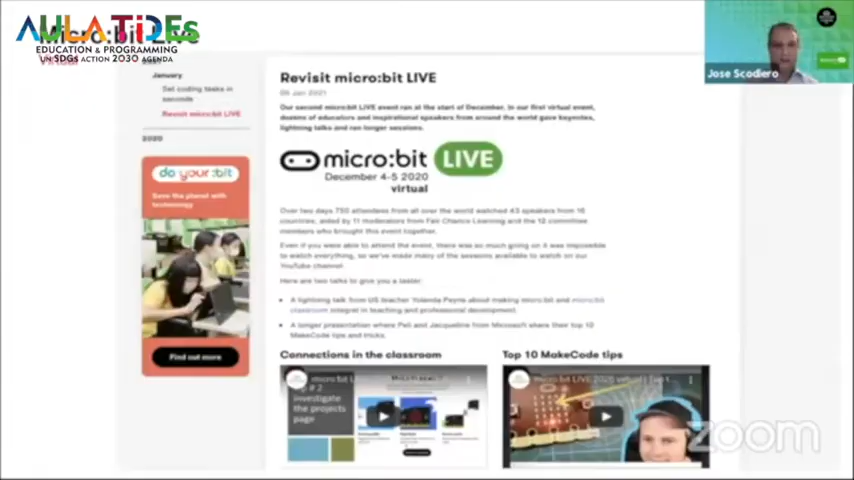 Micro:bit Live
Virtual
AULATIDEs
EDUCATION & PROGRAMMING
UN SDGS ACTION 2030 AGENDA
January
Set coding tasks in
seconds
Revisit micro:bit LIVE
2020
do your :bit
Save the planet with
technology
Find out more
Revisit micro:bit LIVE
06 Jan 2021
Our second micro:bit LIVE event ran at the start of December. In our first virtual event,
dozens of educators and inspirational speakers from around the world gave keynotes,
lightning talks and ran longer sessions.
micro:bit LIVE
December 4-5 2020
virtual
Over two days 750 attendees from all over the world watched 43 speakers from 16
countries, aided by 11 moderators from Fair Chance Learning and the 12 committee
members who brought this event together.
Even if you were able to attend the event, there was so much going on it was impossible
to watch everything, so we've made many of the sessions available to watch on our
YouTube channel.
Here are two talks to give you a taster:
A lightning talk from US teacher Yolanda Payne about making micro:bit and micro:bit
classroom integral in teaching and professional development.
A longer presentation where Peli and Jacqueline from Microsoft share their top 10
MakeCode tips and tricks.
Connections in the classroom
Top 10 MakeCode tips
micro:bit L
# 2
investigate
the projects
page
micro:bit LIVE 2020 virtual | Top
Jose Scodiero
zoom